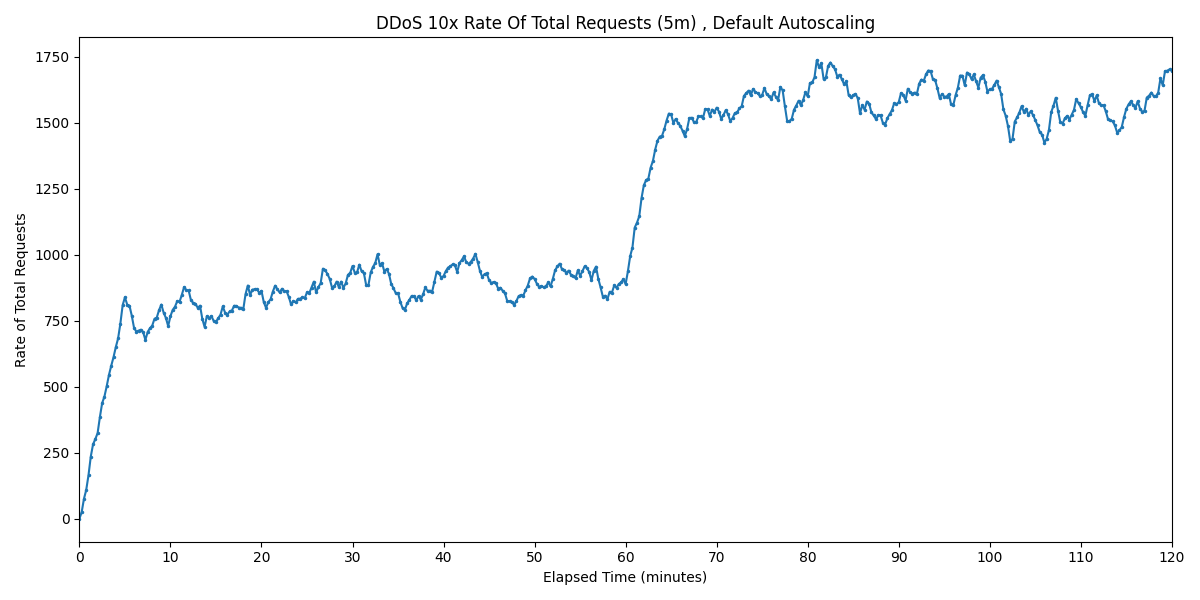 DDoS 10x Rate Of Total Requests (5m) , Default Autoscaling
Rate of Total Requests
1750
1500
1250
1000
750
500
250
0
0 10 20 30 40 50 60 70 80 90 100 110 120
Elapsed Time (minutes)